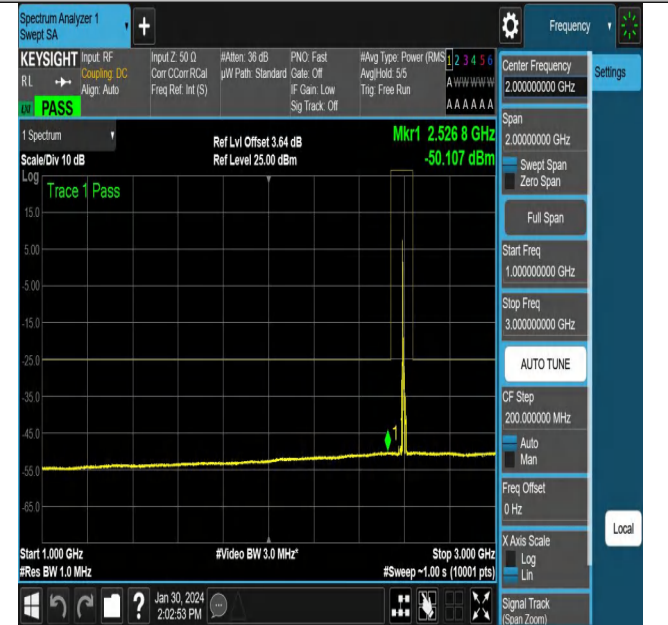 Spectrum Analyzer 1
Swept SA
Frequency
KEYSIGHT
RL
PASS
Input: RF
Coupling: DC
Align: Auto
Input Z: 50 Ω
Corr CCorr RCal
Freq Ref: Int (S)
#Atten: 36 dB
µW Path: Standard
PNO: Fast
Gate: Off
IF Gain: Low
Sig Track: Off
#Avg Type: Power (RMS
Avg|Hold: 5/5
Trig: Free Run
1 2 3 4 5 6
A W W W W W
A A A A A A
1 Spectrum
Scale/Div 10 dB
Ref Lvl Offset 3.64 dB
Ref Level 25.00 dBm
Mkr1 2.526 8 GHz
-50.107 dBm
Log
Trace 1 Pass
15.0
5.00
-5.00
-15.0
-25.0
-35.0
-45.0
-55.0
-65.0
1
Start 1.000 GHz
#Res BW 1.0 MHz
#Video BW 3.0 MHz*
Stop 3.000 GHz
#Sweep ~1.00 s (10001 pts)
Center Frequency
2.00000000 GHz
Settings
Span
2.00000000 GHz
Swept Span
Zero Span
Full Span
Start Freq
1.000000000 GHz
Stop Freq
3.000000000 GHz
AUTO TUNE
CF Step
200.000000 MHz
Auto
Man
Freq Offset
0 Hz
X Axis Scale
Log
Lin
Local
Signal Track
(Span Zoom)
?
Jan 30, 2024
2:02:53 PM